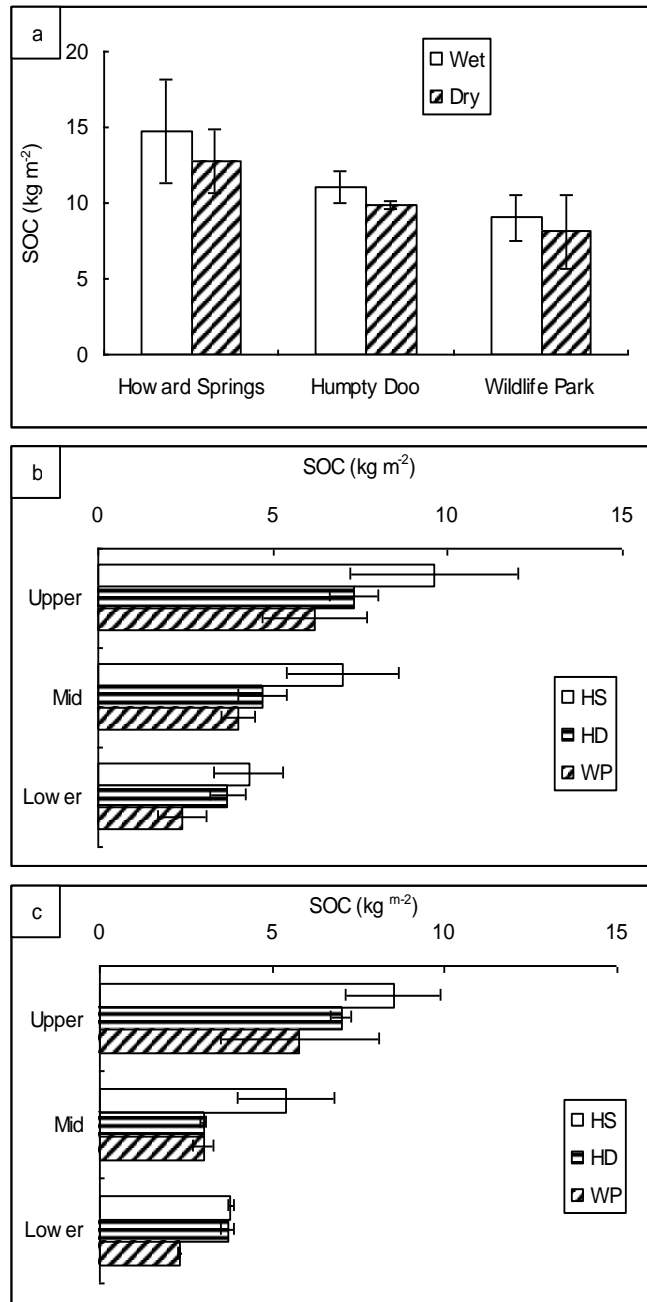 a
20
Wet
Dry
15
SOC (kg m-2)
10
5
0
How ard Springs Humpty Doo Wildlife Park
b
SOC (kg m-2)
0 5 10 15
Upper
Mid
HS
HD
WP
Low er
c
SOC (kg m-2)
0 5 10 15
Upper
Mid
HS
HD
WP
Low er